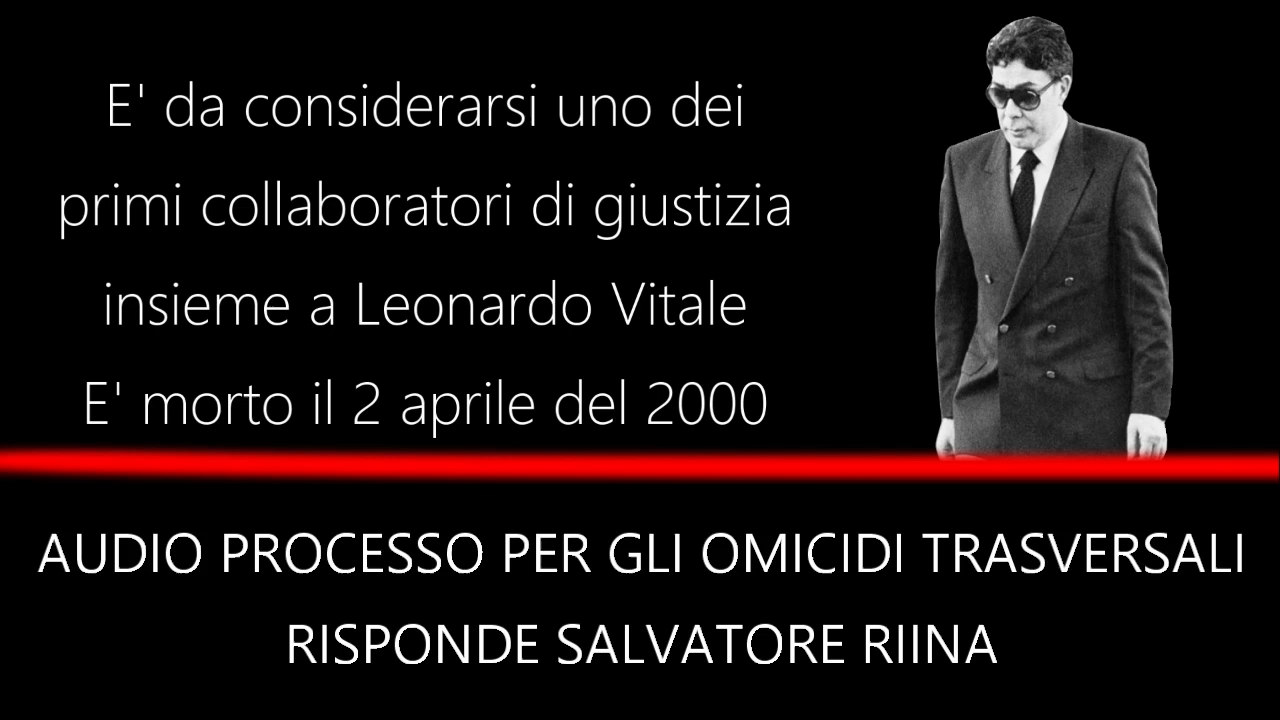 E' da considerarsi uno dei
primi collaboratori di giustizia
insieme a Leonardo Vitale
E' morto il 2 aprile del 2000
AUDIO PROCESSO PER GLI OMICIDI TRASVERSALI
RISPONDE SALVATORE RIINA